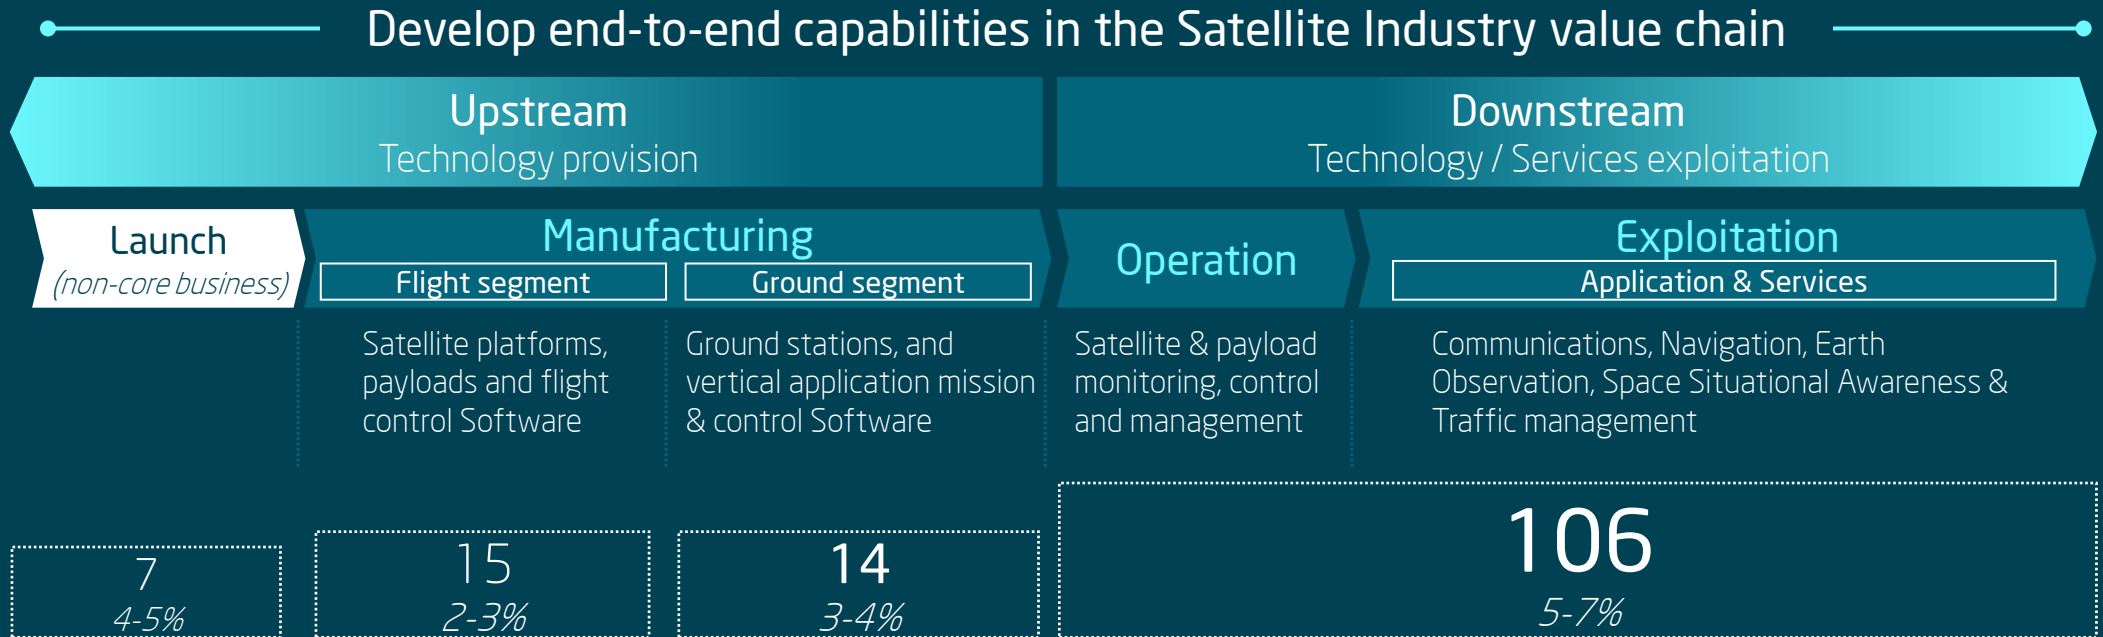 Develop end-to-end capabilities in the Satellite Industry value chain
Upstream
Technology provision
Downstream
Technology / Services exploitation
Launch
(non-core business)
Manufacturing
Flight segment
Ground segment
Operation
Exploitation
Application & Services
Satellite platforms,
payloads and flight
control Software
Ground stations, and
vertical application mission
& control Software
Satellite & payload
monitoring, control
and management
Communications, Navigation, Earth
Observation, Space Situational Awareness &
Traffic management
7
4-5%
15
2-3%
14
3-4%
106
5-7%